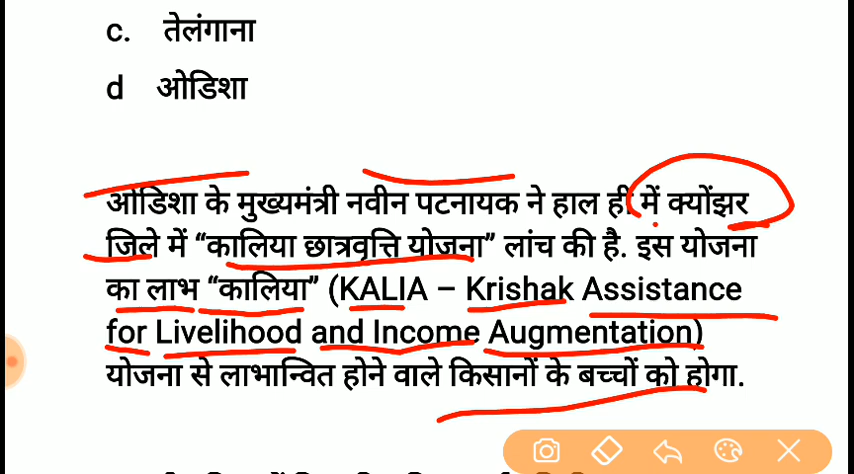 c. तेलंगाना
d ओडिशा
ओडिशा के मुख्यमंत्री नवीन पटनायक ने हाल ही में क्योंझर
जिले में “कालिया छात्रवृत्ति योजना” लांच की है. इस योजना
का लाभ “कालिया” (KALIA – Krishak Assistance
for Livelihood and Income Augmentation)
योजना से लाभान्वित होने वाले किसानों के बच्चों को होगा.